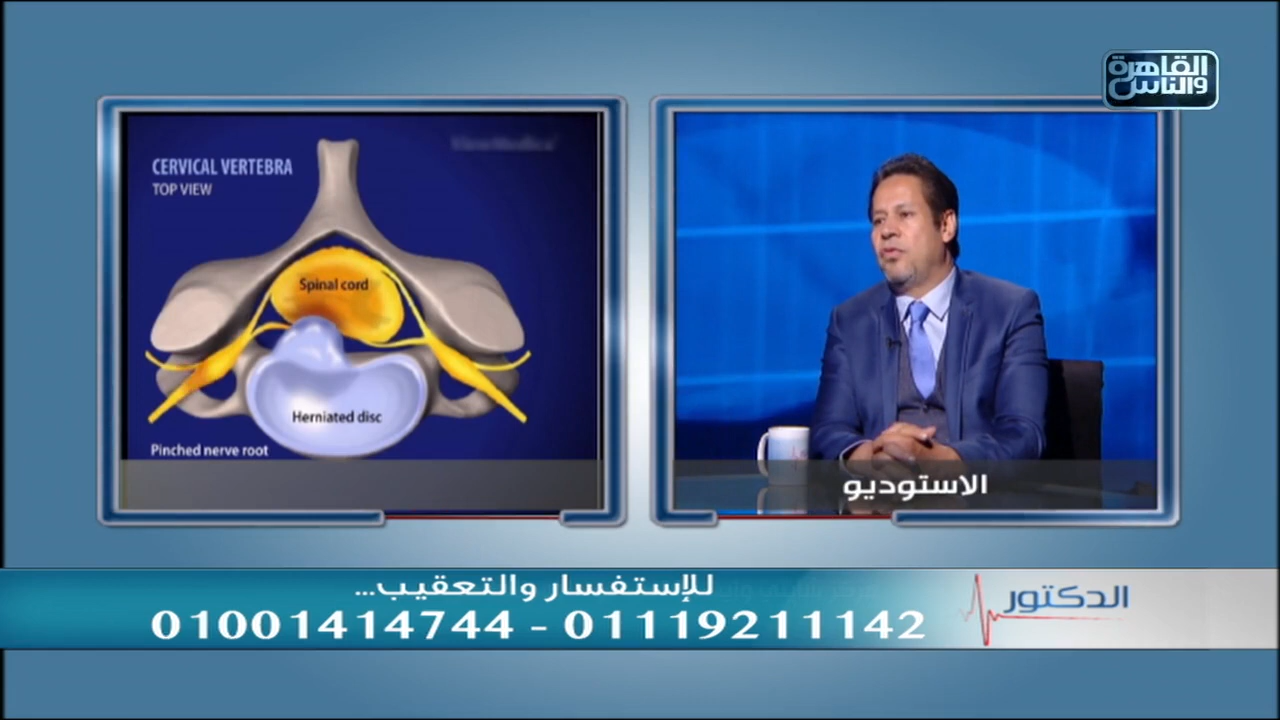 القاهرة
والناس
CERVICAL VERTEBRA
TOP VIEW
Spinal cord
Herniated disc
Pinched nerve root
الاستوديو
للإستفسار والتعقيب...
01001414744 - 01119211142
الدكتور